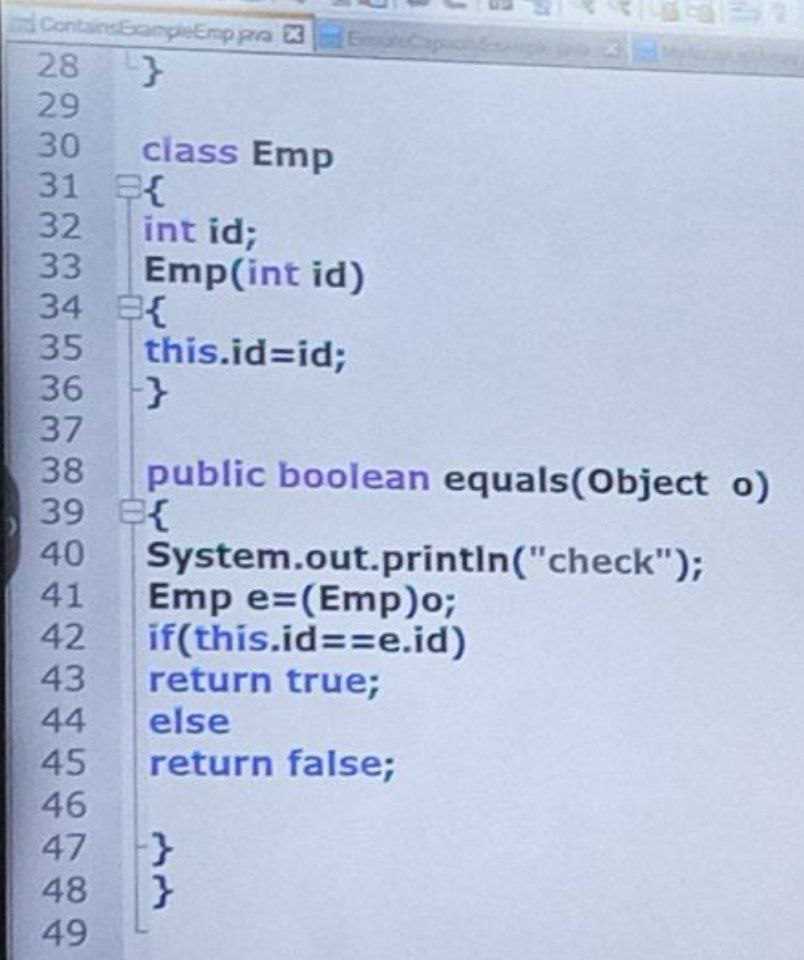 ContainsExampleEmp.java
28 }
29
30 class Emp
31 {
32 int id;
33 Emp(int id)
34 {
35 this.id=id;
36 }
37
38 public boolean equals(Object o)
39 {
40 System.out.println("check");
41 Emp e=(Emp)o;
42 if(this.id==e.id)
43 return true;
44 else
45 return false;
46
47 }
48 }
49